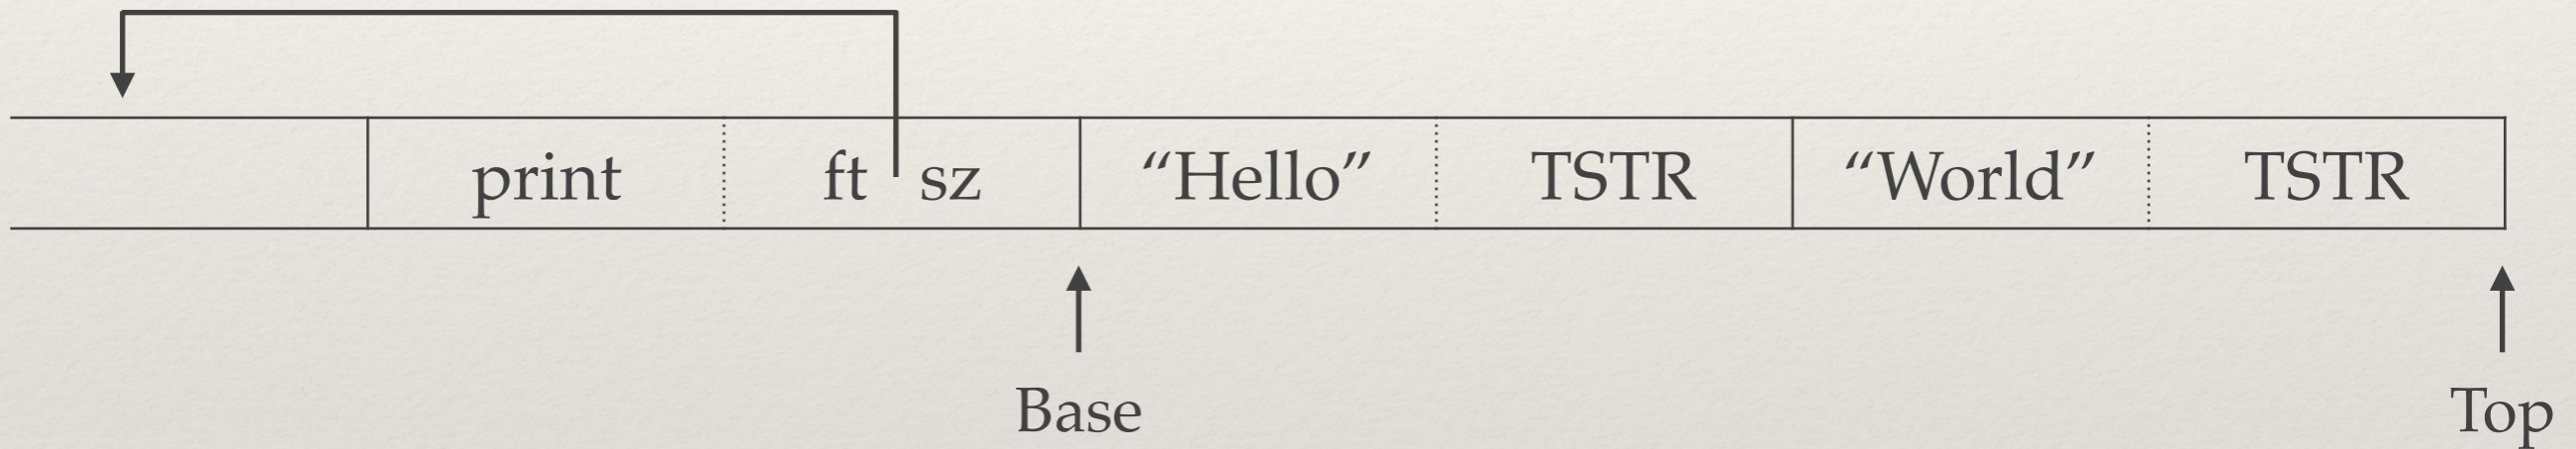 print ft sz “Hello” TSTR “World” TSTR
Base Top